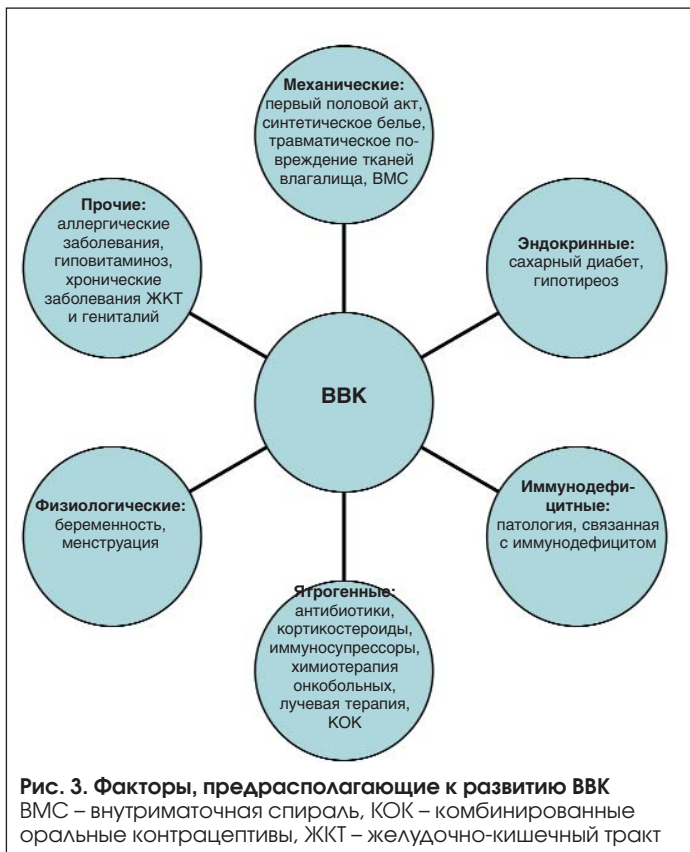 Механические:
первый половой акт,
синтетическое белье,
травматическое по-
вреждение тканей
влагалища, ВМС
Прочие:
аллергические
заболевания,
гиповитаминоз,
хронические
заболевания ЖКТ
и гениталий
Эндокринные:
сахарный диабет,
гипотиреоз
ВВК
Физиологические:
беременность,
менструация
Иммунодефи-
цитные:
патология, связанная
с иммунодефицитом
Ятрогенные:
антибиотики,
кортикостероиды,
иммуносупрессоры,
химиотерапия
онкобольных,
лучевая терапия,
КОК
Рис. 3. Факторы, предрасполагающие к развитию ВВК
ВМС – внутриматочная спираль, КОК – комбинированные
оральные контрацептивы, ЖКТ – желудочно-кишечный тракт